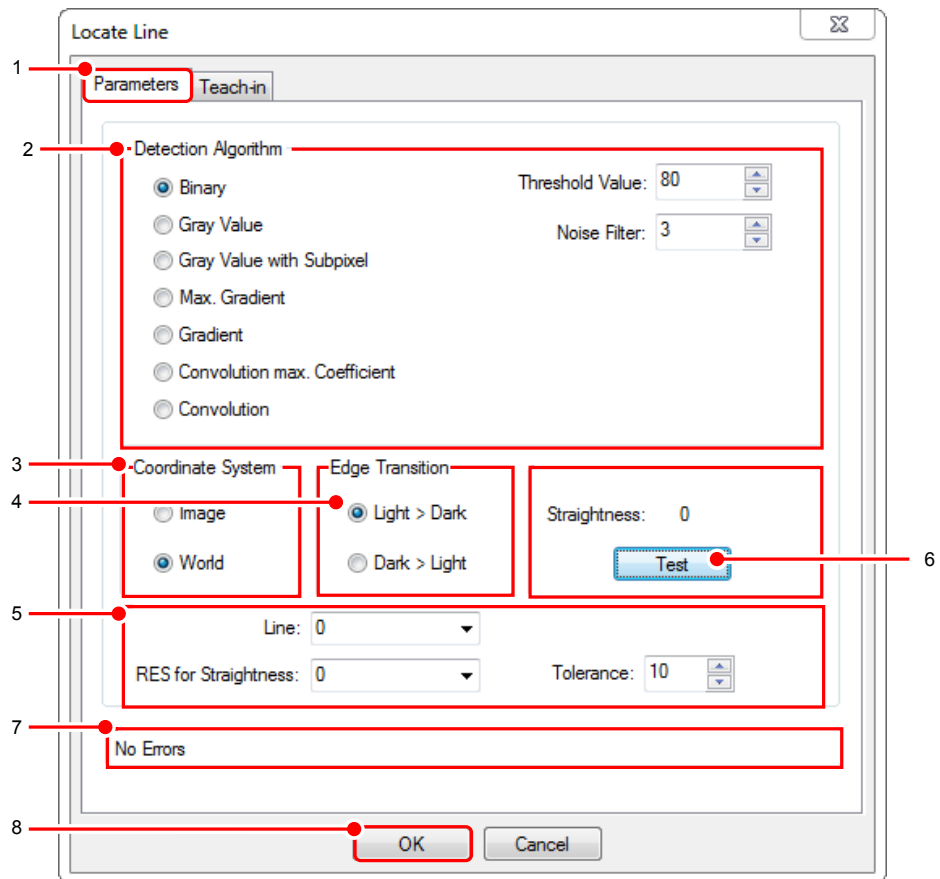 Locate Line
1
Parameters Teach-in
2 Detection Algorithm
Binary Threshold Value: 80
Gray Value Noise Filter: 3
Gray Value with Subpixel
Max. Gradient
Gradient
Convolution max. Coefficient
Convolution
3 Coordinate System Edge Transition
4 Image Light > Dark Straightness: 0
World Dark > Light Test 6
5 Line: 0
RES for Straightness: 0 Tolerance: 10
7
No Errors
8 OK Cancel